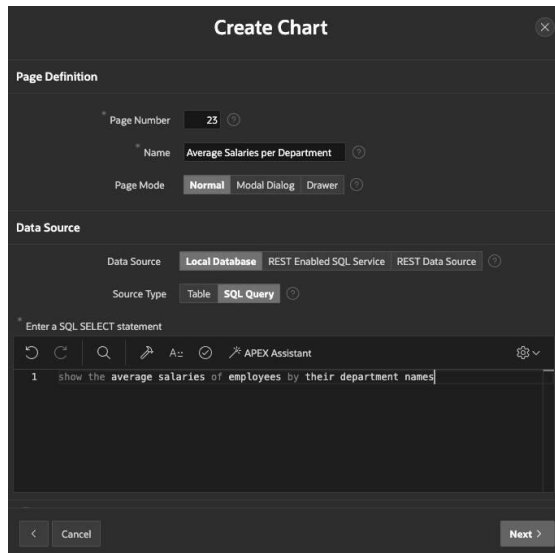 Create Chart
Page Definition
* Page Number 23
* Name Average Salaries per Department
Page Mode Normal Modal Dialog Drawer
Data Source
Data Source Local Database REST Enabled SQL Service REST Data Source
Source Type Table SQL Query
* Enter a SQL SELECT statement
A:: APEX Assistant
1 show the average salaries of employees by their department names
Cancel Next >